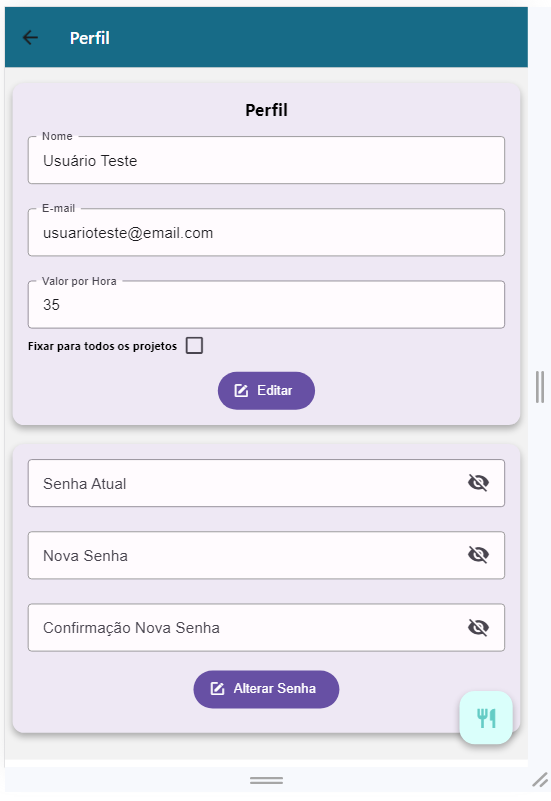 Perfil
Perfil
Nome
Usuário Teste
E-mail
usuarioteste@email.com
Valor por Hora
35
Fixar para todos os projetos
Editar
Senha Atual
Nova Senha
Confirmação Nova Senha
Alterar Senha